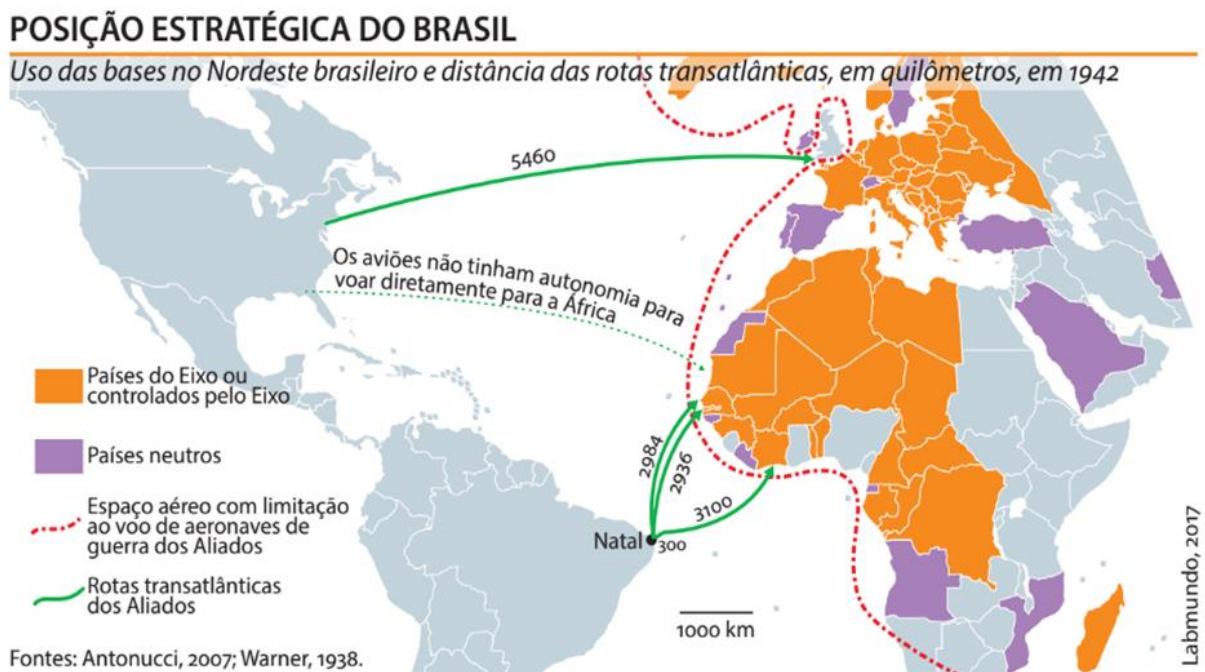 POSIÇÃO ESTRATÉGICA DO BRASIL
Uso das bases no Nordeste brasileiro e distância das rotas transatlânticas, em quilômetros, em 1942
5460
Os aviões não tinham autonomia para
voar diretamente para a África
Países do Eixo ou
controlados pelo Eixo
Países neutros
Espaço aéreo com limitação
ao voo de aeronaves de
guerra dos Aliados
Rotas transatlânticas
dos Aliados
2984
2936
3100
Natal
300
1000 km
Labmundo, 2017
Fontes: Antonucci, 2007; Warner, 1938.